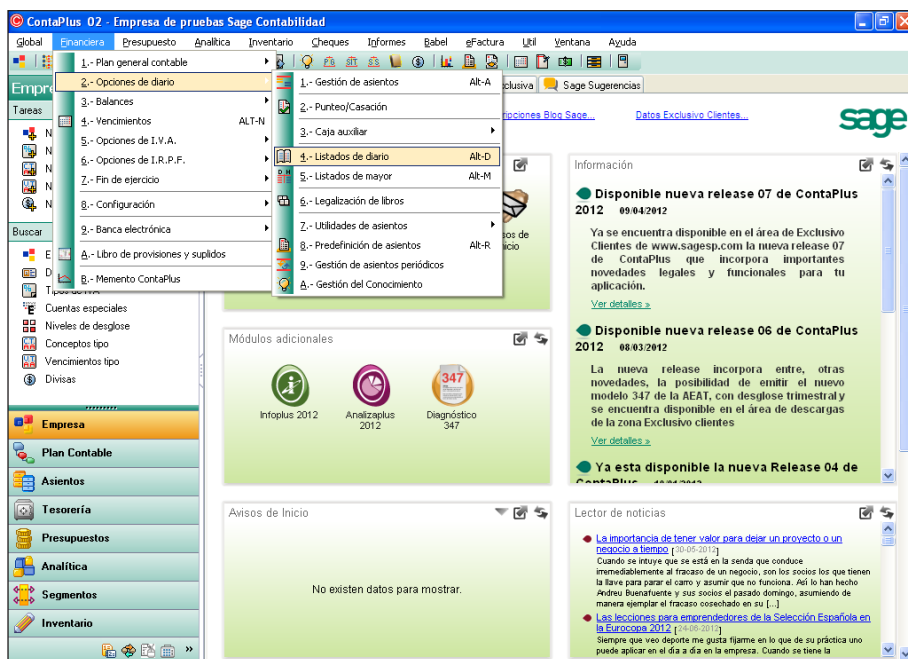 ContaPlus 02 - Empresa de pruebas Sage Contabilidad
Global Financiera Presupuesto Analítica Inventario Cheques Informes Babel eFactura Util Ventana Ayuda
1.- Plan general contable
2.- Opciones de diario
3.- Balances
4.- Vencimientos ALT-N
5.- Opciones de I.V.A.
6.- Opciones de I.R.P.F.
7.- Fin de ejercicio
8.- Configuración
9.- Banca electrónica
A.- Libro de provisiones y suplidos
B.- Memento ContaPlus
1.- Gestión de asientos Alt-A
2.- Punteo/Casación
3.- Caja auxiliar
4.- Listados de diario Alt-D
5.- Listados de mayor Alt-M
6.- Legalización de libros
7.- Utilidades de asientos
8.- Predefinición de asientos Alt-R
9.- Gestión de asientos periódicos
A.- Gestión del Conocimiento
Empre
Tareas
N
N
N
N
N
Buscar
E
D
Tipos de IVA
Cuentas especiales
Niveles de desglose
Conceptos tipo
Vencimientos tipo
Divisas
Empresa
Plan Contable
Asientos
Tesorería
Presupuestos
Analítica
Segmentos
Inventario
»
clusiva Sage Sugerencias
ripciones Blog Sage... Datos Exclusivo Clientes...
sage
sos de
icio
Módulos adicionales
347
Infoplus 2012
Analizaplus 2012
Diagnóstico 347
Avisos de Inicio
No existen datos para mostrar.
Información
Disponible nueva release 07 de ContaPlus
2012 09/04/2012
Ya se encuentra disponible en el área de Exclusivo
Clientes de www.sagesp.com la nueva release 07
de ContaPlus que incorpora importantes
novedades legales y funcionales para tu
aplicación.
Ver detalles »
Disponible nueva release 06 de ContaPlus
2012 08/03/2012
La nueva release incorpora entre, otras
novedades, la posibilidad de emitir el nuevo
modelo 347 de la AEAT, con desglose trimestral y
se encuentra disponible en el área de descargas
de la zona Exclusivo clientes
Ver detalles »
Ya esta disponible la nueva Release 04 de
ContaPlus
Lector de noticias
La importancia de tener valor para dejar un proyecto o un
negocio a tiempo [30-05-2012]
Cuando se intuye que se está en la senda que conduce
irremediablemente al fracaso de un negocio, son los socios los que tienen
la llave para parar el carro y asumir que no funciona. Así lo han hecho
Andreu Buenafuente y sus socios el pasado domingo, asumiendo de
manera ejemplar el fracaso cosechado en su [...]
Las lecciones para emprendedores de la Selección Española en
la Eurocopa 2012 [24-06-2012]
Siempre que veo deporte me gusta fijarme en lo que de su práctica uno
puede aplicar en el día a día en la empresa. Cuando se tiene la